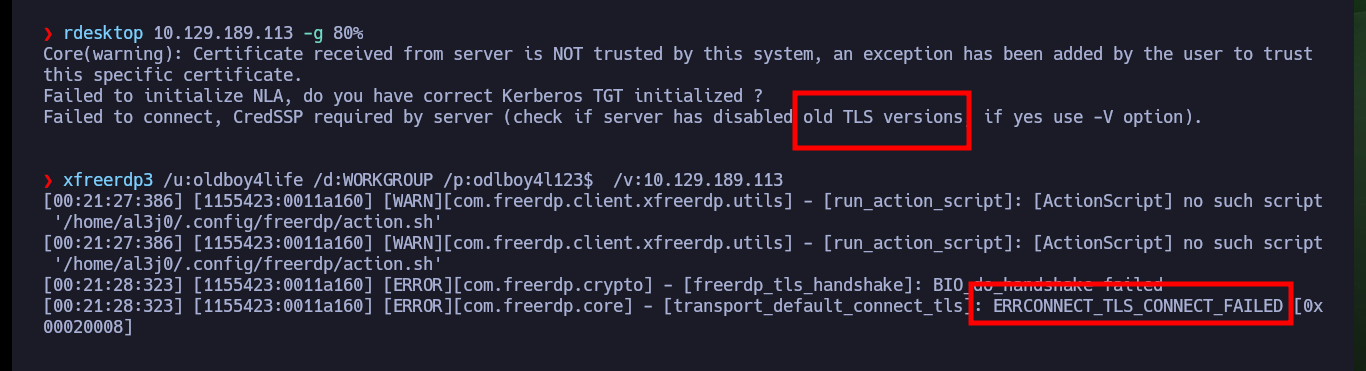 ❯ rdesktop 10.129.189.113 -g 80%
Core(warning): Certificate received from server is NOT trusted by this system, an exception has been added by the user to trust
this specific certificate.
Failed to initialize NLA, do you have correct Kerberos TGT initialized ?
Failed to connect, CredSSP required by server (check if server has disabled old TLS versions, if yes use -V option).
❯ xfreerdp3 /u:oldboy4life /d:WORKGROUP /p:odlboy4l123$  /v:10.129.189.113
[00:21:27:386] [1155423:0011a160] [WARN][com.freerdp.client.xfreerdp.utils] - [run_action_script]: [ActionScript] no such script
 '/home/al3j0/.config/freerdp/action.sh'
[00:21:27:386] [1155423:0011a160] [WARN][com.freerdp.client.xfreerdp.utils] - [run_action_script]: [ActionScript] no such script
 '/home/al3j0/.config/freerdp/action.sh'
[00:21:28:323] [1155423:0011a160] [ERROR][com.freerdp.crypto] - [freerdp_tls_handshake]: BIO_do_handshake failed
[00:21:28:323] [1155423:0011a160] [ERROR][com.freerdp.core] - [transport_default_connect_tls]: ERRCONNECT_TLS_CONNECT_FAILED [0x
00020008]